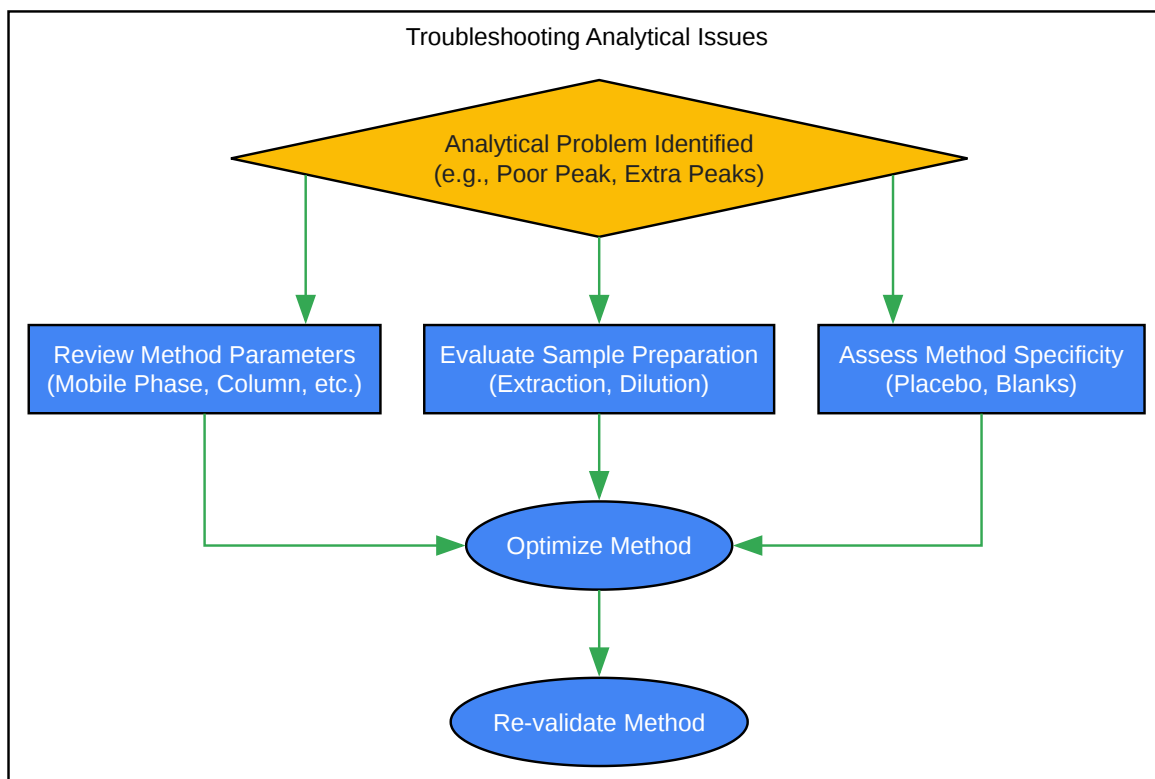 Troubleshooting Analytical Issues
Analytical Problem Identified
(e.g., Poor Peak, Extra Peaks)
Review Method Parameters
(Mobile Phase, Column, etc.)
Evaluate Sample Preparation
(Extraction, Dilution)
Assess Method Specificity
(Placebo, Blanks)
Optimize Method
Re-validate Method